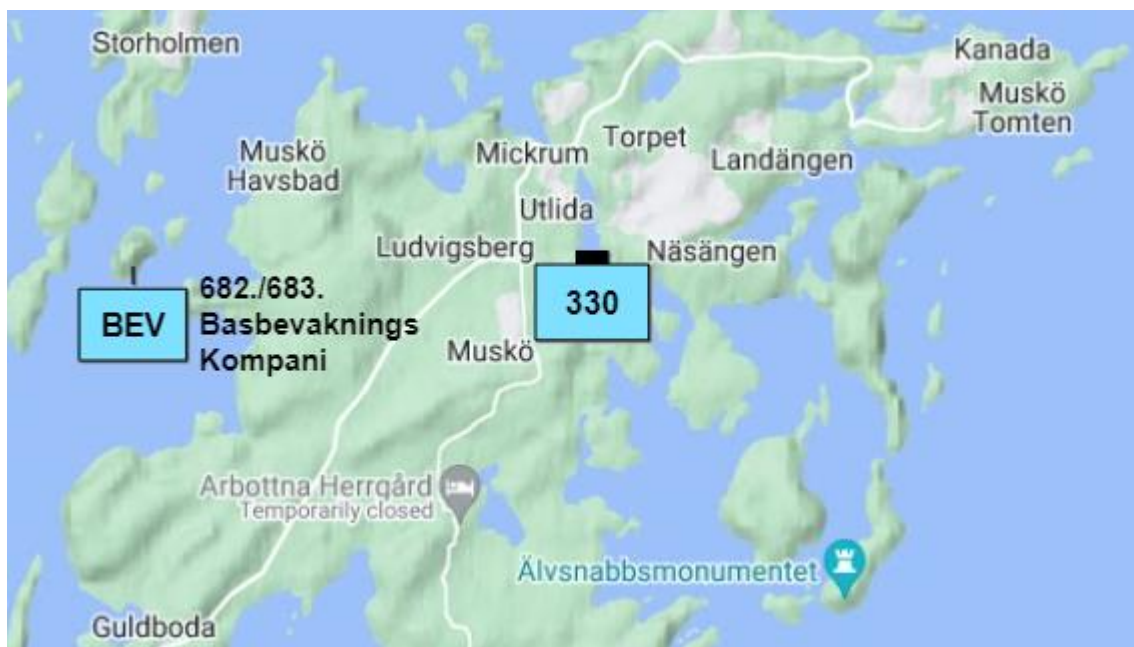 Storholmen
Kanada
Muskö
Tomten
Muskö
Havsbad
Mickrum
Torpet
Landängen
Utlida
Ludvigsberg
Näsängen
682./683.
Basbevaknings
Kompani
BEV
330
Muskö
Arbottna Herrgård
Temporarily closed
Älvsnabbsmonumentet
Guldboda